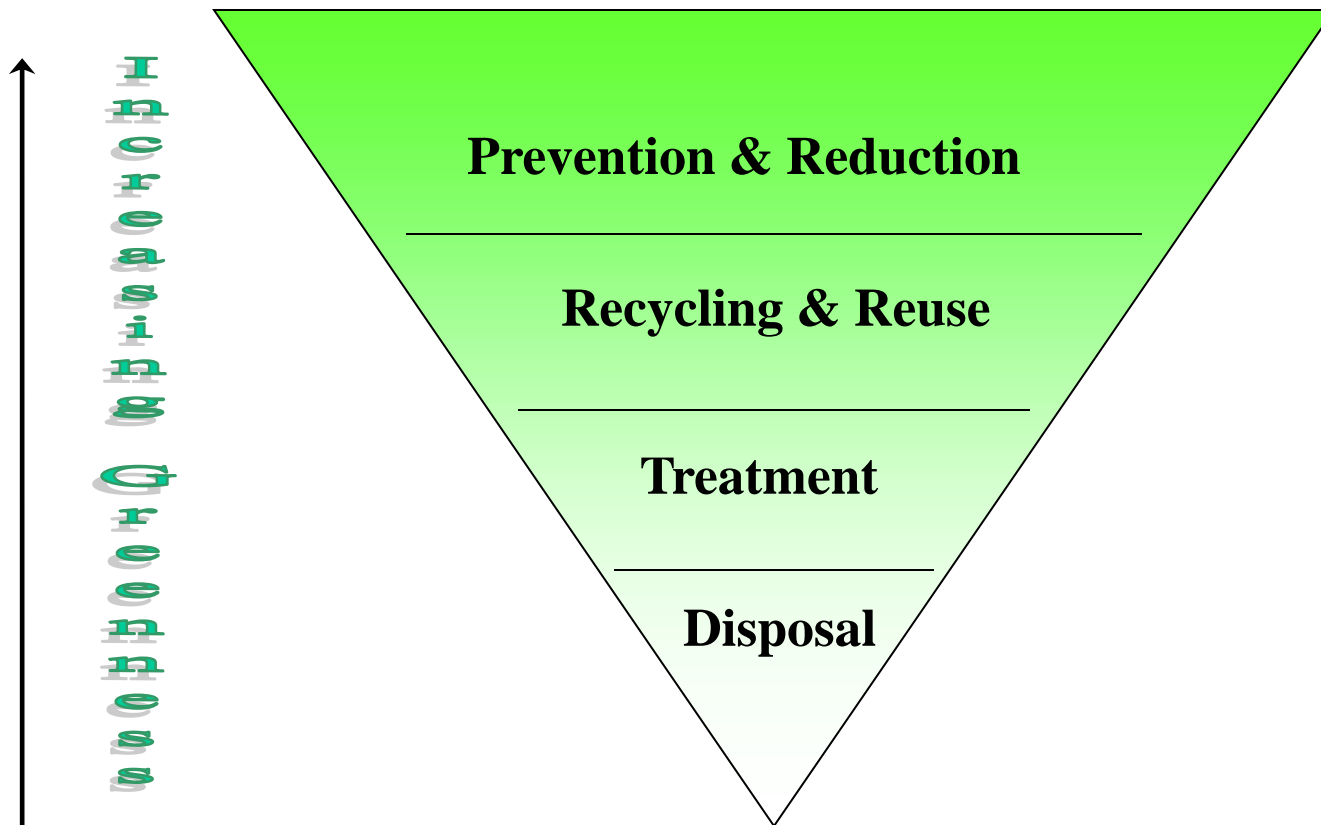 Increasing Greenness
Prevention & Reduction
Recycling & Reuse
Treatment
Disposal